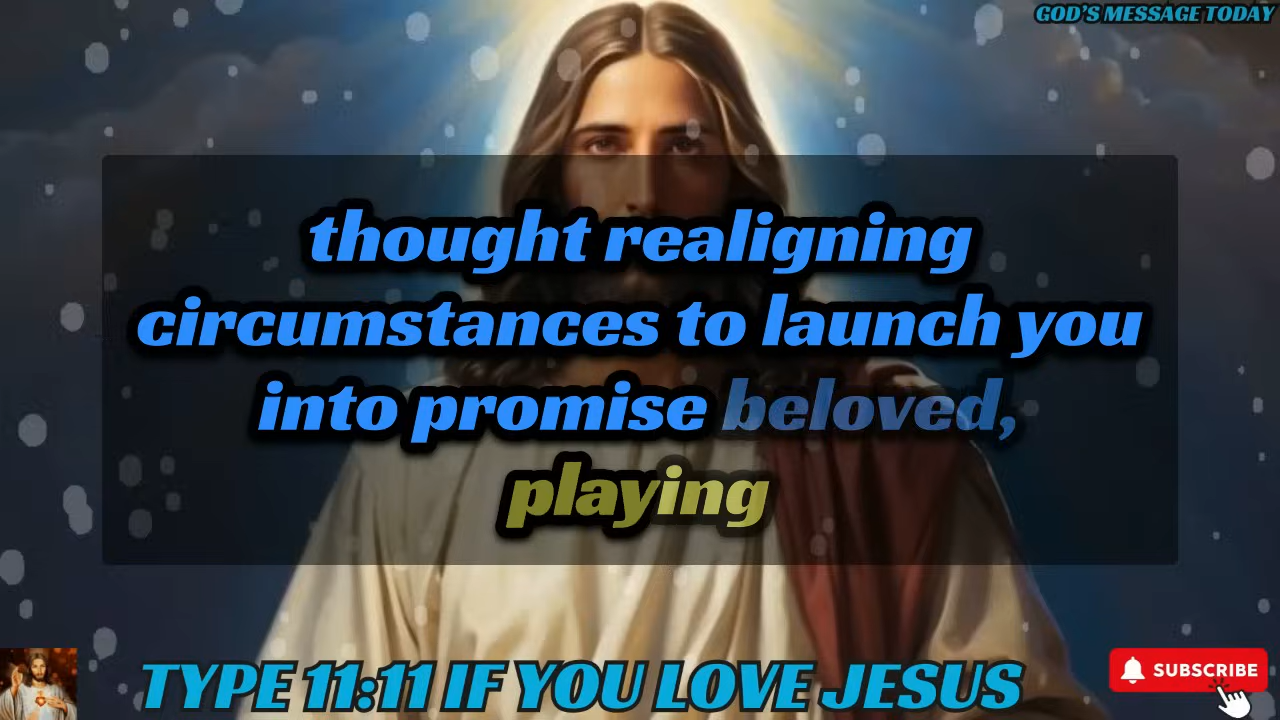 GOD'S MESSAGE TODAY
thought realigning
circumstances to launch you
into promise beloved,
playing
TYPE 11:11 IF YOU LOVE JESUS
SUBSCRIBE